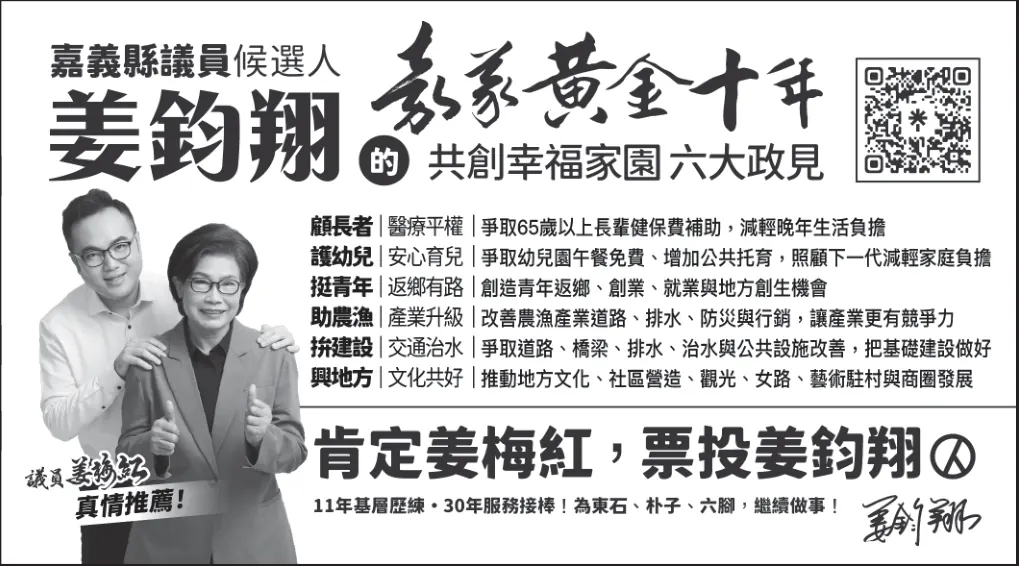 嘉義縣議員候選人
姜鈞翔
的
嘉義黃金十年
共創幸福家園 六大政見
顧長者|醫療平權|爭取65歲以上長輩健保費補助，減輕晚年生活負擔
護幼兒|安心育兒|爭取幼兒園午餐免費、增加公共托育，照顧下一代減輕家庭負擔
挺青年|返鄉有路|創造青年返鄉、創業、就業與地方創生機會
助農漁|產業升級|改善農漁產業道路、排水、防災與行銷，讓產業更有競爭力
拚建設|交通治水|爭取道路、橋梁、排水、治水與公共設施改善，把基礎建設做好
興地方|文化共好|推動地方文化、社區營造、觀光、女路、藝術駐村與商圈發展
議員姜梅紅
真情推薦！
肯定姜梅紅，票投姜鈞翔
11年基層歷練・30年服務接棒！為東石、朴子、六腳，繼續做事！
姜鈞翔